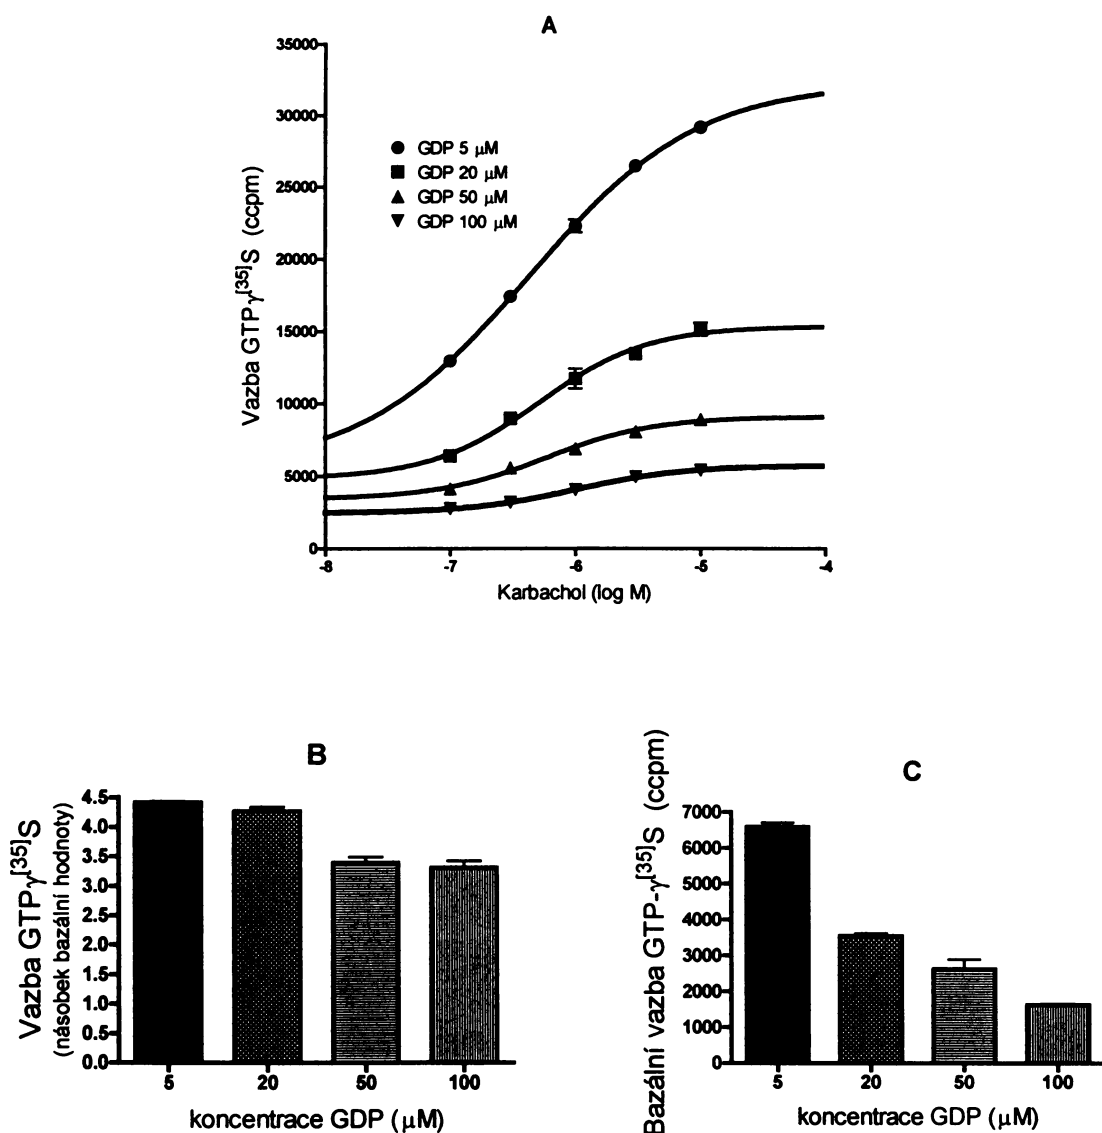 A
Vazba GTPγ[35]S (ccpm)
35000
30000
25000
20000
15000
10000
5000
0
GDP 5 μM
GDP 20 μM
GDP 50 μM
GDP 100 μM
-8 -7 -6 -5 -4
Karbachol (log M)
B
Vazba GTPγ[35]S
(násobek bazální hodnoty)
4.5
4.0
3.5
3.0
2.5
2.0
1.5
1.0
0.5
0.0
5 20 50 100
koncentrace GDP (μM)
C
Bazální vazba GTP-γ[35]S (ccpm)
7000
6000
5000
4000
3000
2000
1000
0
5 20 50 100
koncentrace GDP (μM)